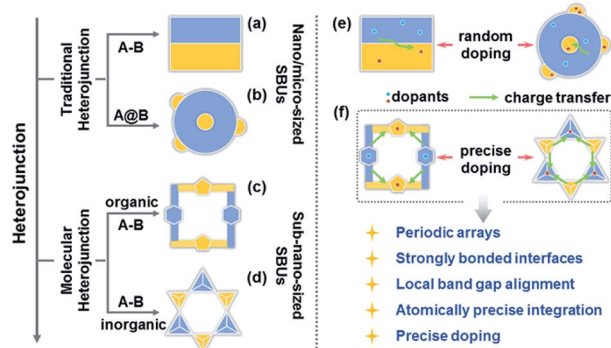 Heterojunction
Traditional
Heterojunction
A-B
A@B
(a)
(b)
Nano/micro-sized
SBUs
Molecular
Heterojunction
organic
A-B
A-B
inorganic
(c)
(d)
Sub-nano-sized
SBUs
(e)
random
doping
dopants
charge transfer
(f)
precise
doping
Periodic arrays
Strongly bonded interfaces
Local band gap alignment
Atomically precise integration
Precise doping